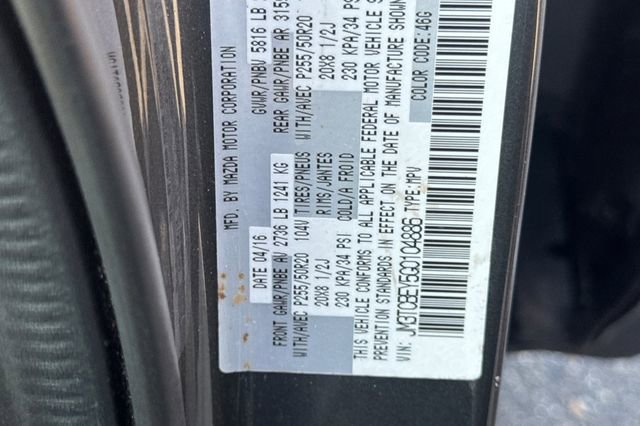 MFD. BY MAZDA MOTOR CORPORATION
DATE 04/16 GVWR/PNBV 5816 LB
FRONT GAWR/PNBE AV 2736 LB 1241 KG REAR GAWR/PNBE AR 315
WITH/AVEC P255/50R20 104V TIRES/PNEUS WITH/AVEC P255/50R20
20X8 1/2J RIMS/JANTES 20X8 1/2J
230 KPA/34 PSI COLD/A FROID 230 KPA/34 PSI
THIS VEHICLE CONFORMS TO ALL APPLICABLE FEDERAL MOTOR VEHICLE
PREVENTION STANDARDS IN EFFECT ON THE DATE OF MANUFACTURE SHOWN
VIN: JM3TCBEY5G0104886 TYPE: MPV COLOR CODE: 46G